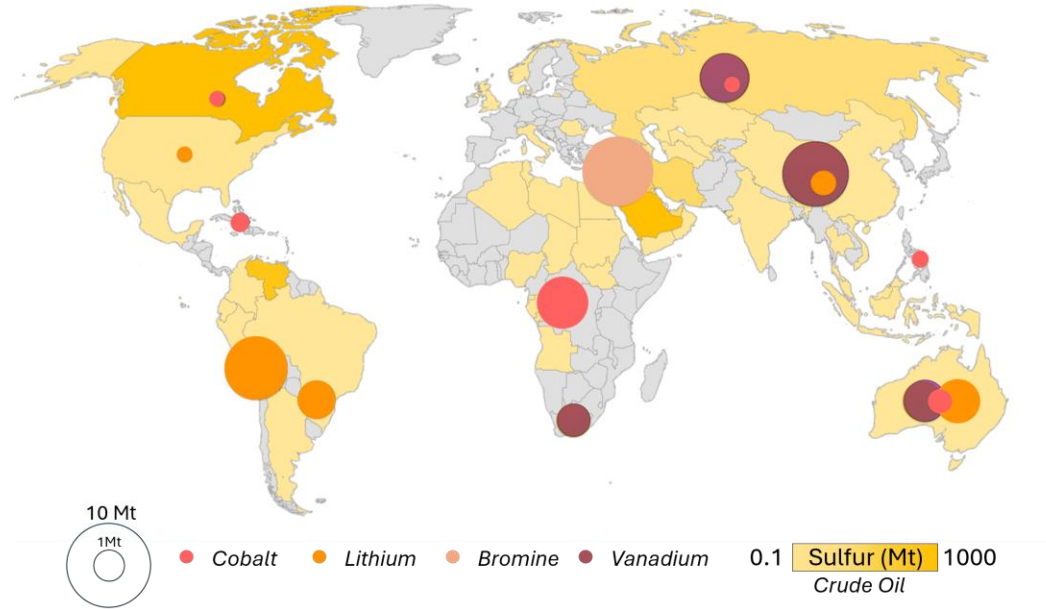 10 Mt
1Mt
Cobalt
Lithium
Bromine
Vanadium
0.1 Sulfur (Mt) 1000
Crude Oil